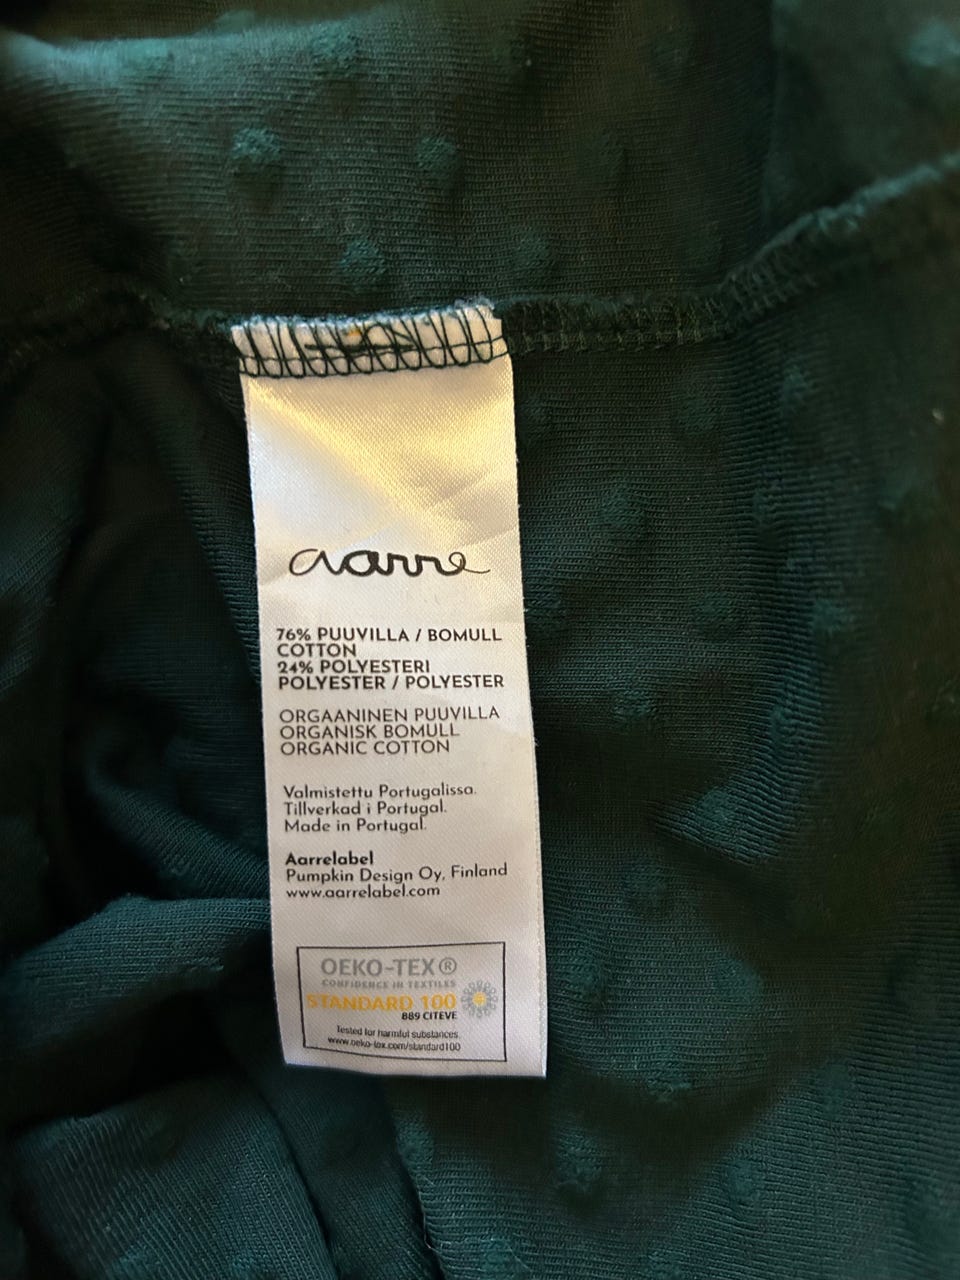 aarre
76% PUUVILLA / BOMULL
COTTON
24% POLYESTERI
POLYESTER / POLYESTER
ORGAANINEN PUUVILLA
ORGANISK BOMULL
ORGANIC COTTON
Valmistettu Portugalissa.
Tillverkad i Portugal.
Made in Portugal.
Aarrelabel
Pumpkin Design Oy, Finland
www.aarrelabel.com
OEKO-TEX®
CONFIDENCE IN TEXTILES
STANDARD 100
889 CITEVE
Tested for harmful substances.
www.oeko-tex.com/standard100